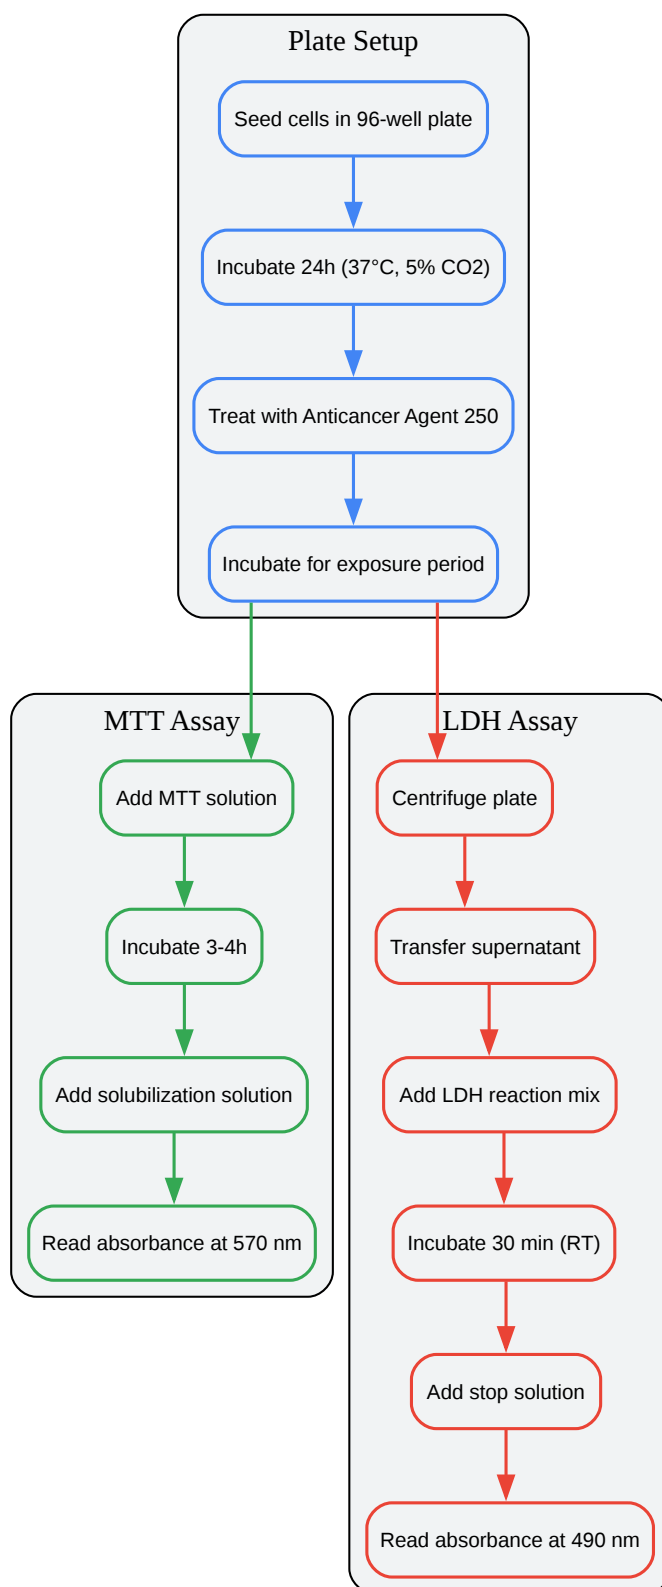 Plate Setup
Seed cells in 96-well plate
Incubate 24h (37°C, 5% CO2)
Treat with Anticancer Agent 250
Incubate for exposure period
MTT Assay
Add MTT solution
Incubate 3-4h
Add solubilization solution
Read absorbance at 570 nm
LDH Assay
Centrifuge plate
Transfer supernatant
Add LDH reaction mix
Incubate 30 min (RT)
Add stop solution
Read absorbance at 490 nm